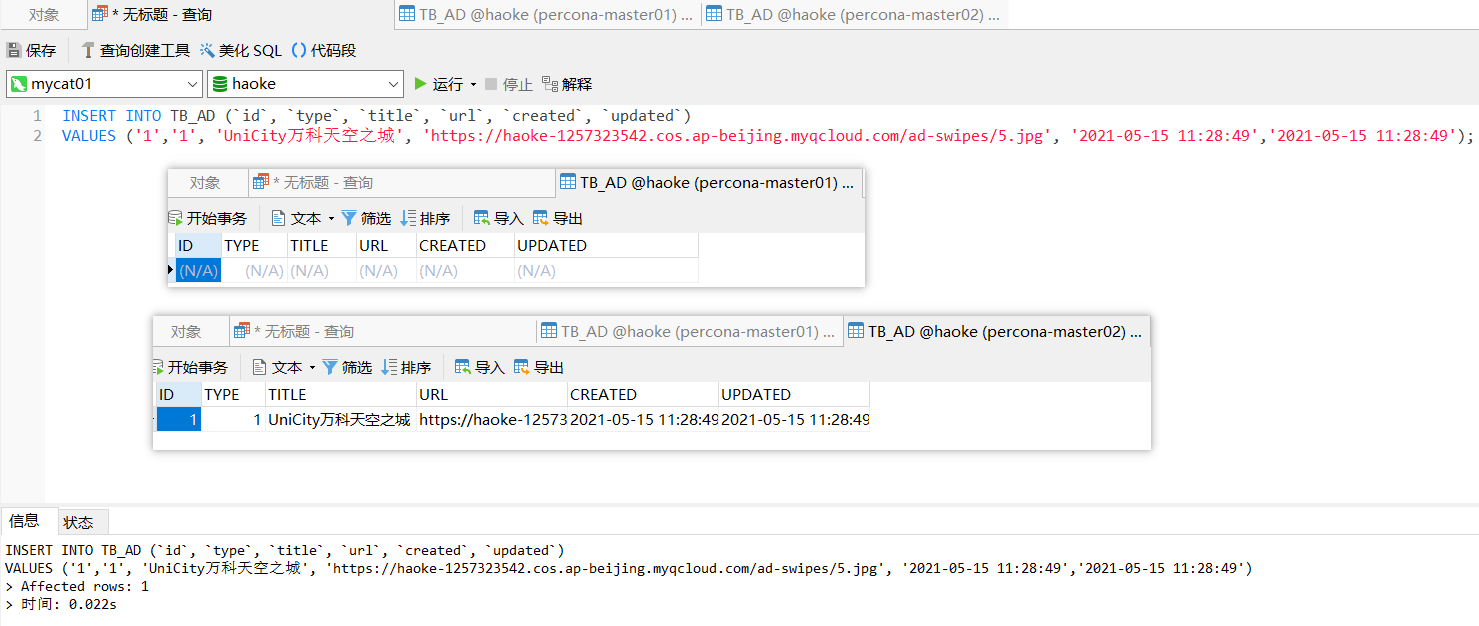 对象 * 无标题 - 查询 TB_AD @haoke (percona-master01) ... TB_AD @haoke (percona-master02) ...
保存 查询创建工具 美化 SQL () 代码段
mycat01 haoke 运行 停止 解释
1 INSERT INTO TB_AD (`id`, `type`, `title`, `url`, `created`, `updated`)
2 VALUES ('1','1', 'UniCity万科天空之城', 'https://haoke-1257323542.cos.ap-beijing.myqcloud.com/ad-swipes/5.jpg', '2021-05-15 11:28:49','2021-05-15 11:28:49');
对象 * 无标题 - 查询 TB_AD @haoke (percona-master01) ...
开始事务 文本 筛选 排序 导入 导出
ID TYPE TITLE URL CREATED UPDATED
(N/A) (N/A) (N/A) (N/A) (N/A) (N/A)
对象 * 无标题 - 查询 TB_AD @haoke (percona-master01) ... TB_AD @haoke (percona-master02) ...
开始事务 文本 筛选 排序 导入 导出
ID TYPE TITLE URL CREATED UPDATED
1 1 UniCity万科天空之城 https://haoke-12573 2021-05-15 11:28:49 2021-05-15 11:28:49
信息 状态
INSERT INTO TB_AD (`id`, `type`, `title`, `url`, `created`, `updated`)
VALUES ('1','1', 'UniCity万科天空之城', 'https://haoke-1257323542.cos.ap-beijing.myqcloud.com/ad-swipes/5.jpg', '2021-05-15 11:28:49','2021-05-15 11:28:49')
> Affected rows: 1
> 时间: 0.022s